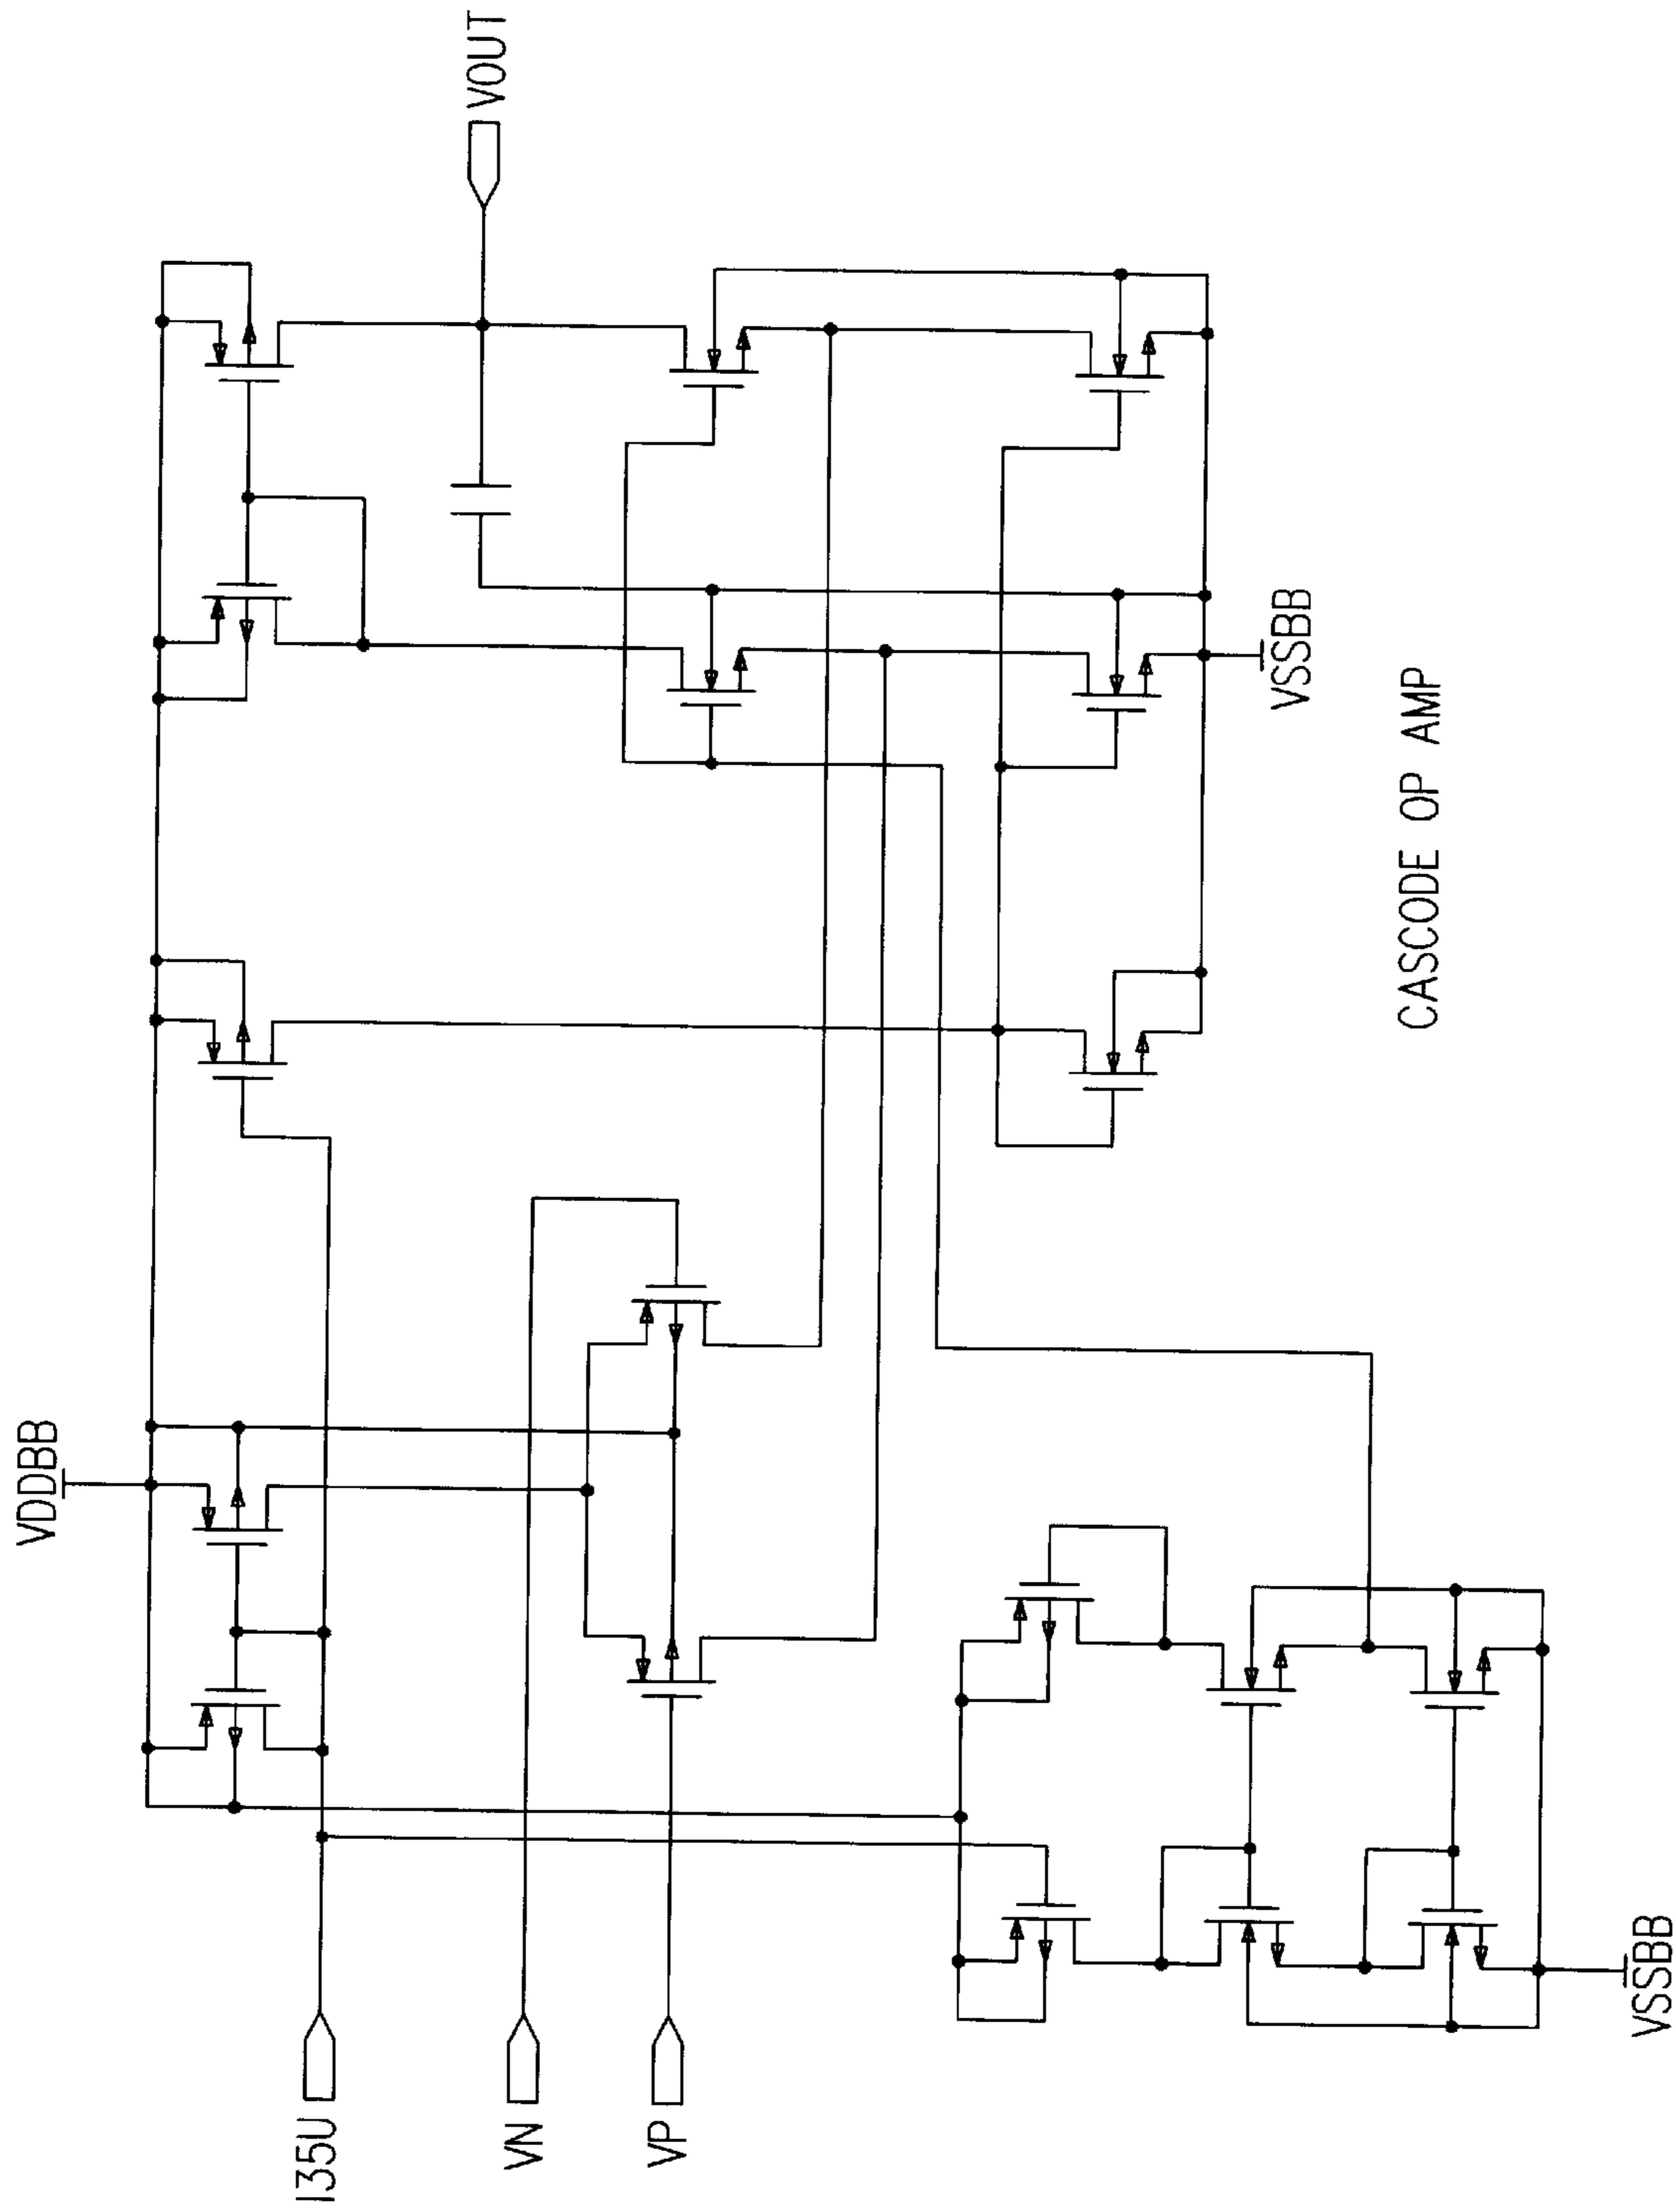 VDDBB
I35U
VN
VP
VOUT
VSSBB
VSSBB
CASCODE OP AMP